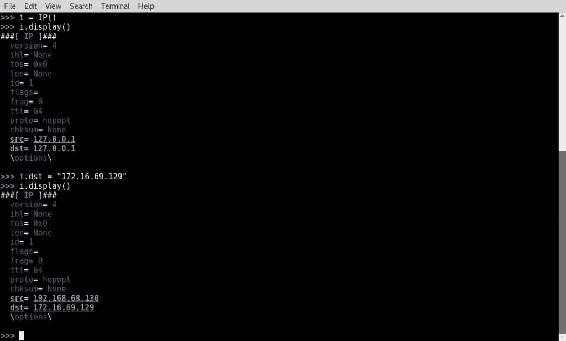 File Edit View Search Terminal Help
>>> i = IP()
>>> i.display()
###[ IP ]###
version= 4
ihl= None
tos= 0x0
len= None
id= 1
flags=
frag= 0
ttl= 64
proto= hopopt
chksum= None
src= 127.0.0.1
dst= 127.0.0.1
\options\
>>> i.dst = "172.16.69.129"
>>> i.display()
###[ IP ]###
version= 4
ihl= None
tos= 0x0
len= None
id= 1
flags=
frag= 0
ttl= 64
proto= hopopt
chksum= None
src= 192.168.68.130
dst= 172.16.69.129
\options\
>>>